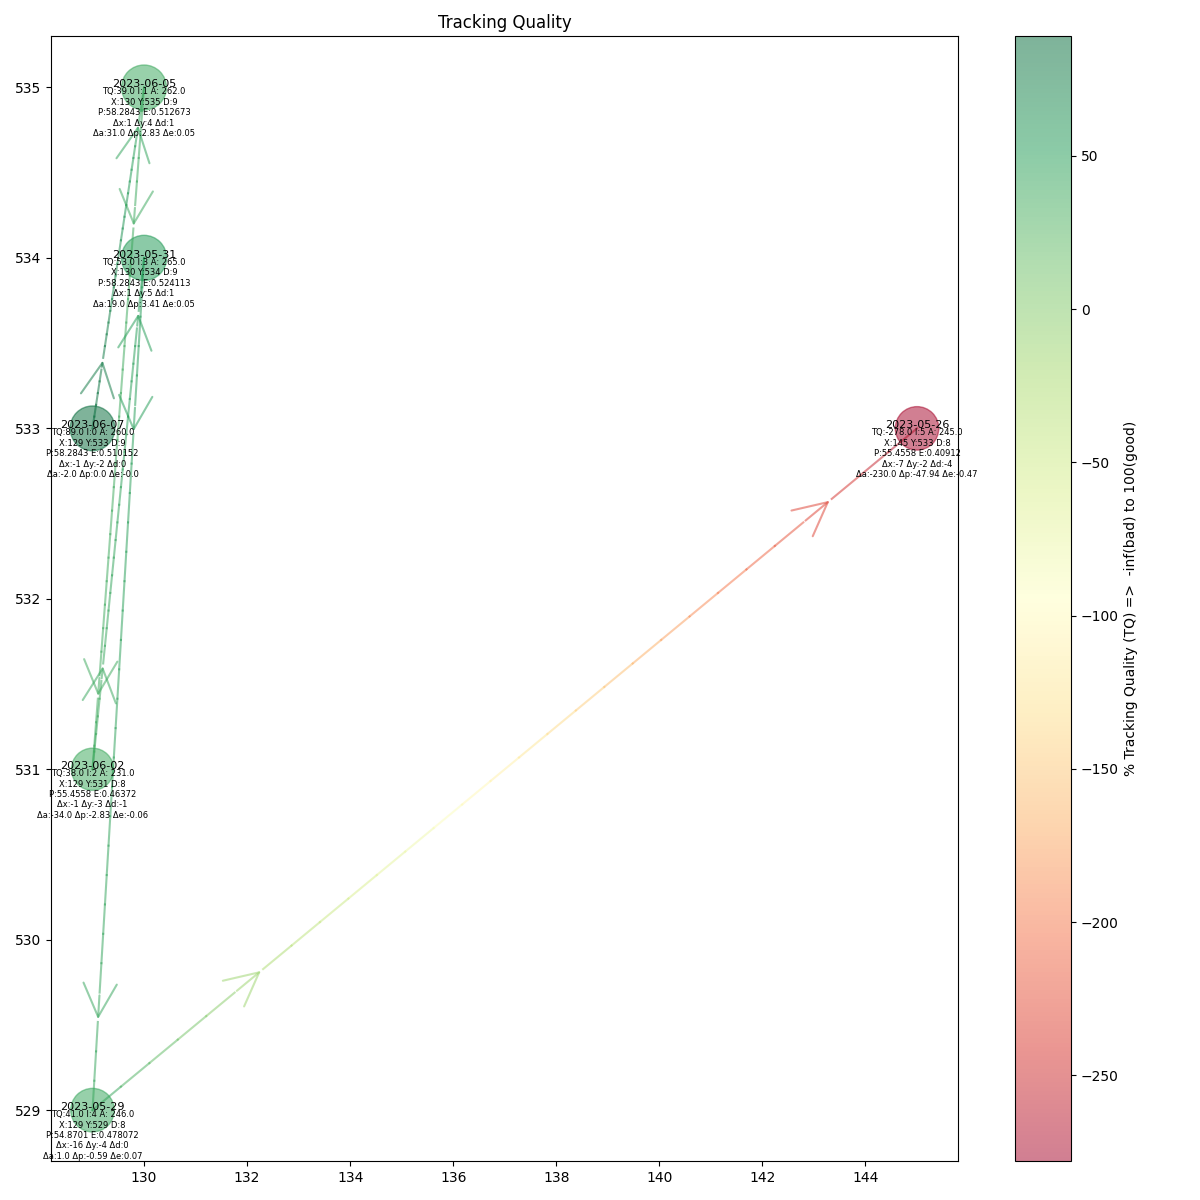 Tracking Quality
535
534
533
532
531
530
529
130
132
134
136
138
140
142
144
2023-06-05
TQ:39.0 I:1 A: 262.0
X:130 Y:535 D:9
P:58.2843 E:0.512673
Δx:1 Δy:4 Δd:1
Δa:31.0 Δp:2.83 Δe:0.05
2023-05-31
TQ:53.0 I:3 A: 265.0
X:130 Y:534 D:9
P:58.2843 E:0.524113
Δx:1 Δy:5 Δd:1
Δa:19.0 Δp:3.41 Δe:0.05
2023-06-07
TQ:89.0 I:0 A: 260.0
X:129 Y:533 D:9
P:58.2843 E:0.510152
Δx:-1 Δy:-2 Δd:0
Δa:-2.0 Δp:0.0 Δe:-0.0
2023-05-26
TQ:-278.0 I:5 A: 245.0
X:145 Y:533 D:8
P:55.4558 E:0.40912
Δx:-7 Δy:-2 Δd:-4
Δa:-230.0 Δp:-47.94 Δe:-0.47
2023-06-02
TQ:38.0 I:2 A: 231.0
X:129 Y:531 D:8
P:55.4558 E:0.46372
Δx:-1 Δy:-3 Δd:-1
Δa:-34.0 Δp:-2.83 Δe:-0.06
2023-05-29
TQ:41.0 I:4 A: 246.0
X:129 Y:529 D:8
P:54.8701 E:0.478072
Δx:-16 Δy:-4 Δd:0
Δa:1.0 Δp:-0.59 Δe:0.07
50
0
−50
−100
−150
−200
−250
% Tracking Quality (TQ) =>  -inf(bad) to 100(good)